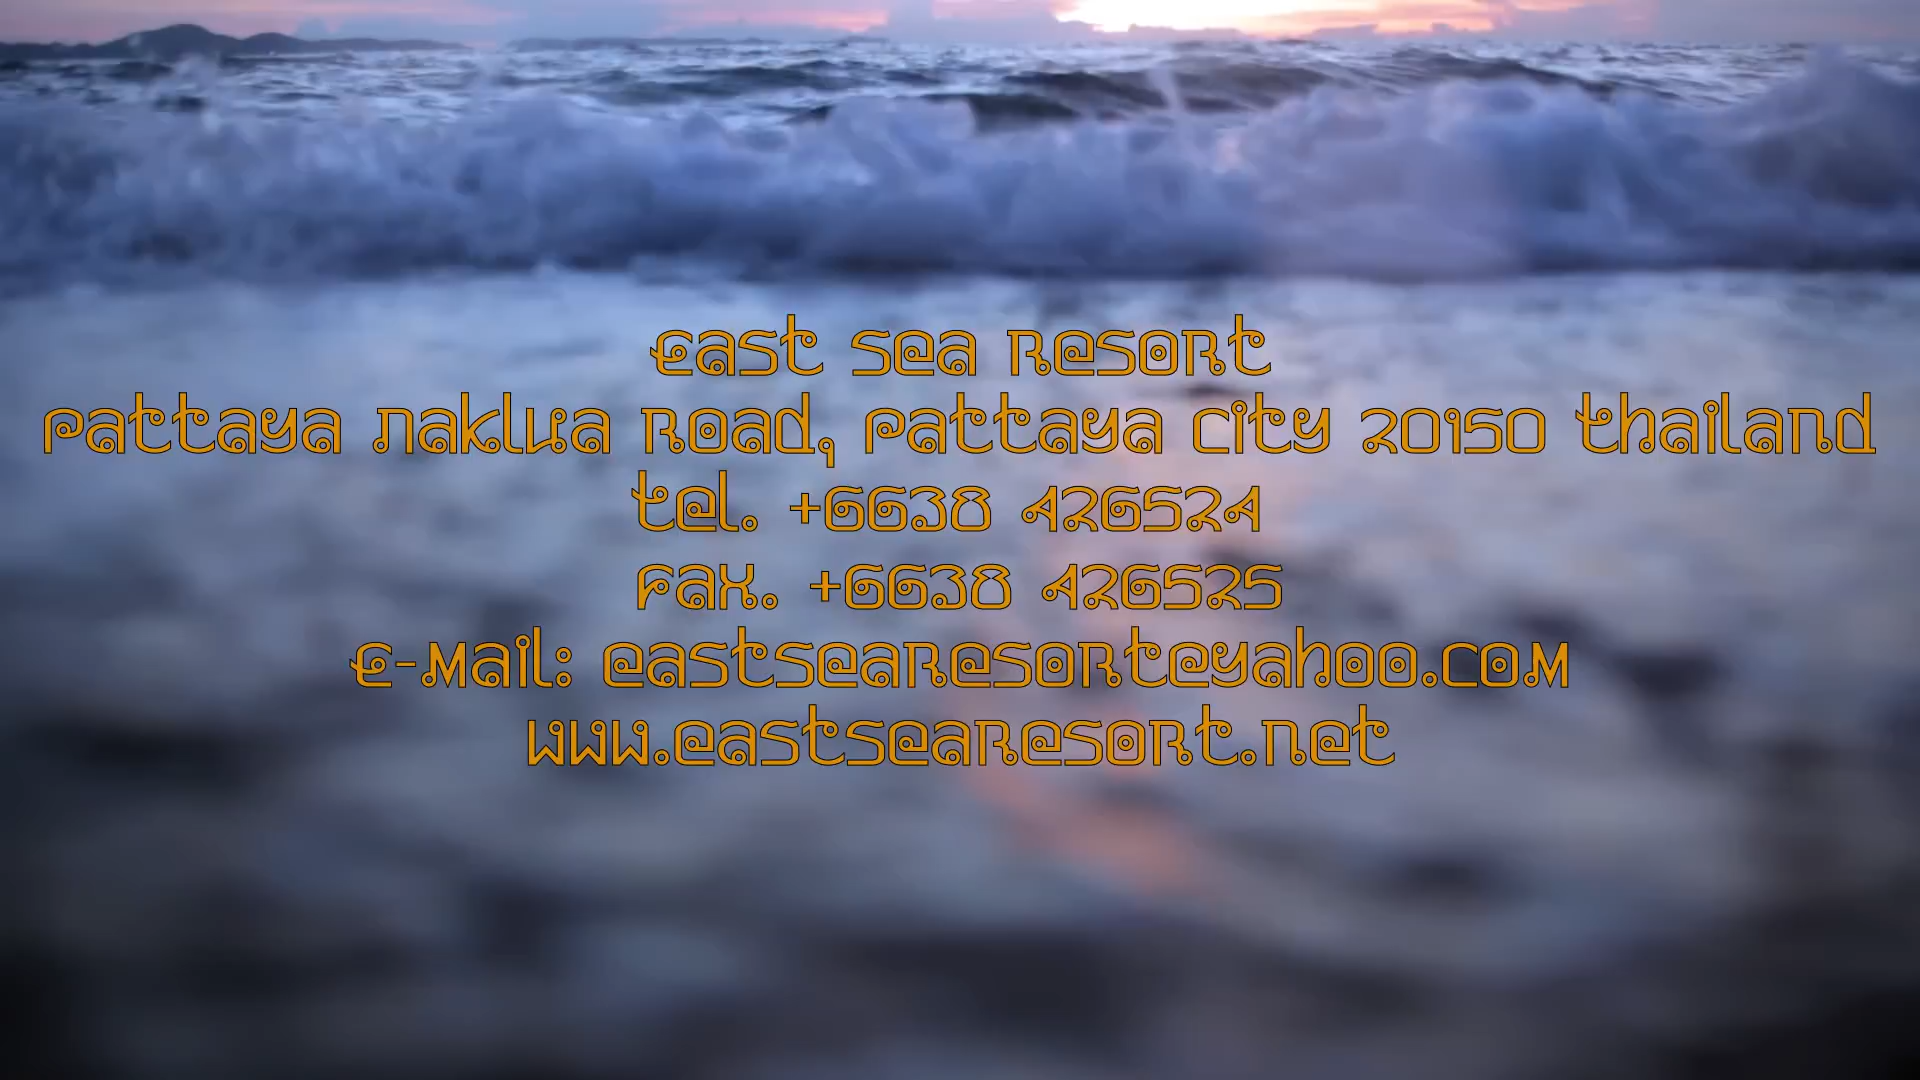 East Sea Resort
Pattaya Naklua Road, Pattaya City 20150 Thailand
Tel. +6638 426524
Fax. +6638 426525
E-Mail: eastsearesort@yahoo.com
www.eastsearesort.net